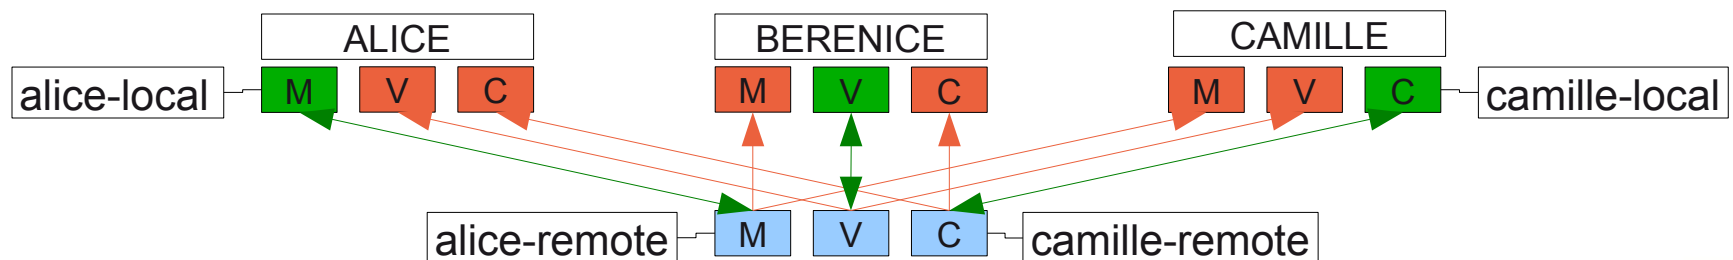 ALICE BERENICE CAMILLE
alice-local M V C M V C M V C camille-local
alice-remote M V C camille-remote